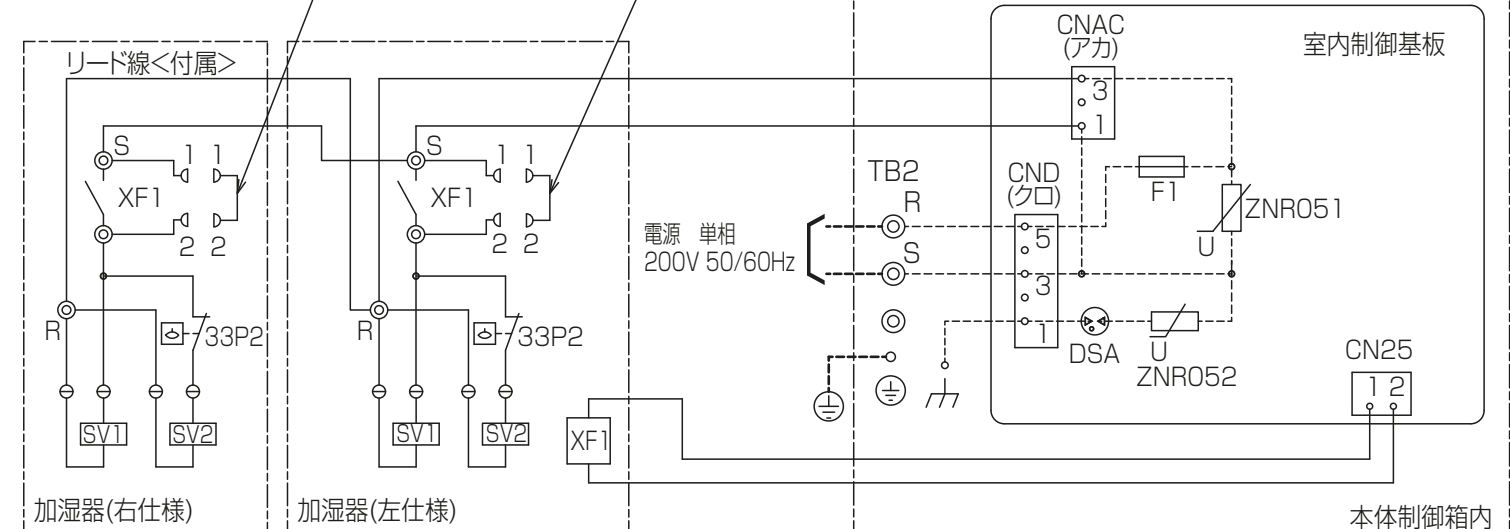 リード線<付属>
S
XF1
1 1
2 2
R
33P2
SV1
SV2
加湿器(右仕様)
S
XF1
1 1
2 2
R
33P2
SV1
SV2
加湿器(左仕様)
XF1
電源 単相
200V 50/60Hz
TB2
R
S
室内制御基板
CNAC
(アカ)
3
1
CND
(クロ)
5
3
1
F1
ZNR051
U
DSA
U
ZNR052
CN25
1 2
本体制御箱内